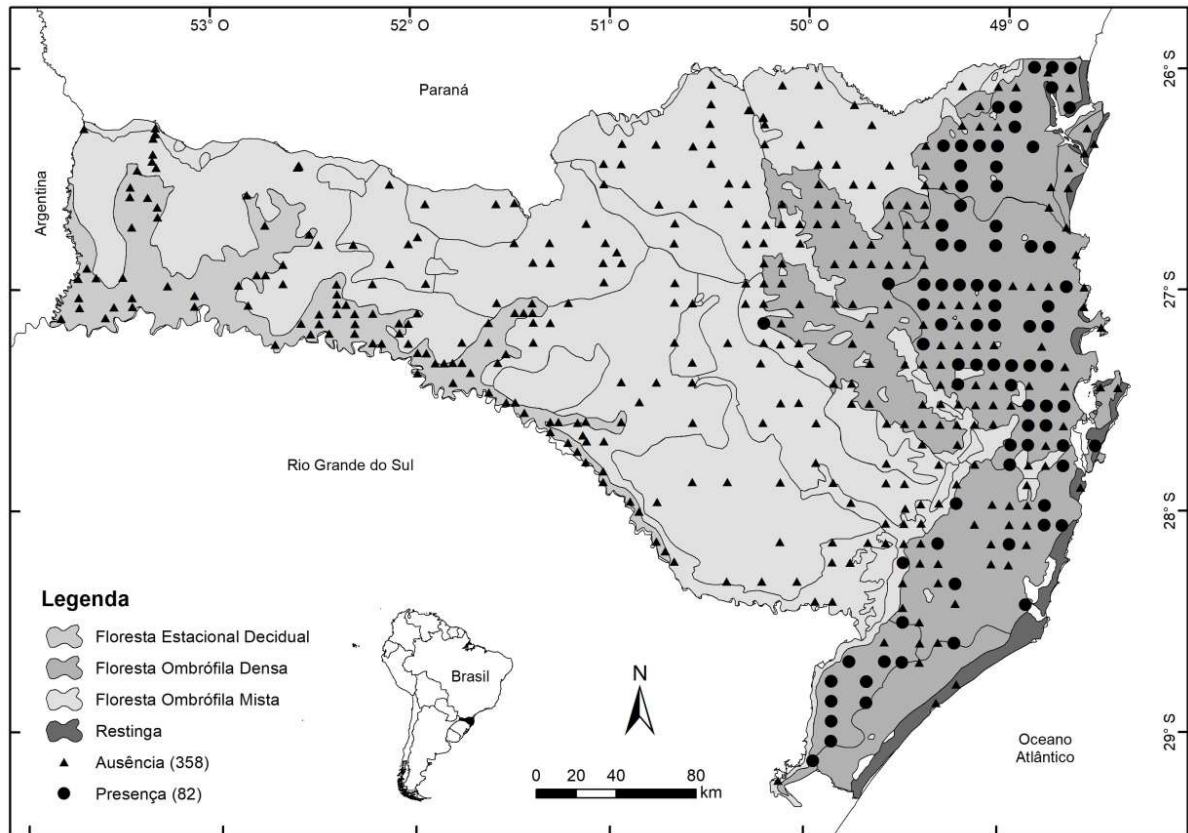 53° O
52° O
51° O
50° O
49° O
26° S
27° S
28° S
29° S
Paraná
Argentina
Rio Grande do Sul
Oceano
Atlântico
Legenda
Floresta Estacional Decidual
Floresta Ombrófila Densa
Floresta Ombrófila Mista
Restinga
Ausência (358)
Presença (82)
Brasil
N
0 20 40 80
km